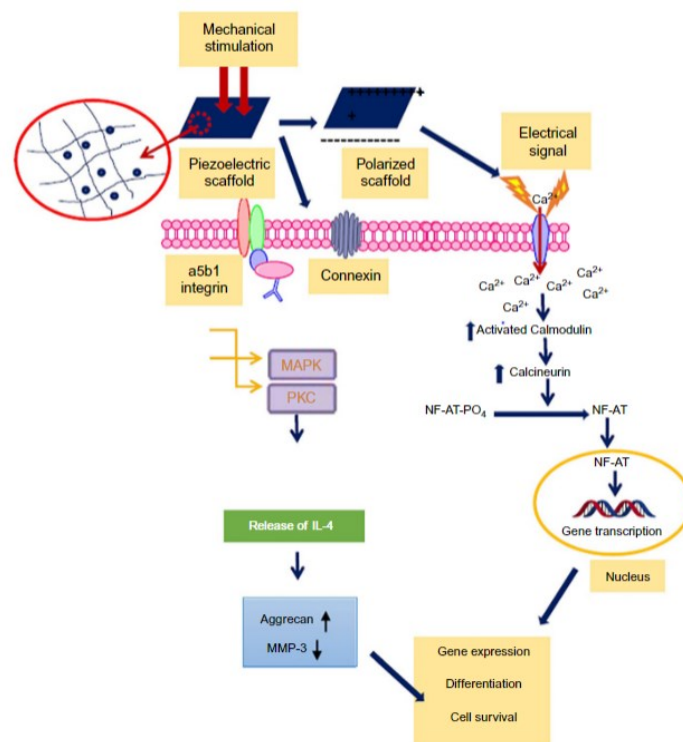 Mechanical
stimulation
+++++++++
+
Electrical
signal
Piezoelectric
scaffold
Polarized
scaffold
Ca2+
a5b1
integrin
Connexin
Ca2+ Ca2+ Ca2+ Ca2+
Ca2+ Ca2+
Activated Calmodulin
Calcineurin
MAPK
PKC
NF-AT-PO4
NF-AT
NF-AT
Gene transcription
Nucleus
Release of IL-4
Aggrecan
MMP-3
Gene expression
Differentiation
Cell survival